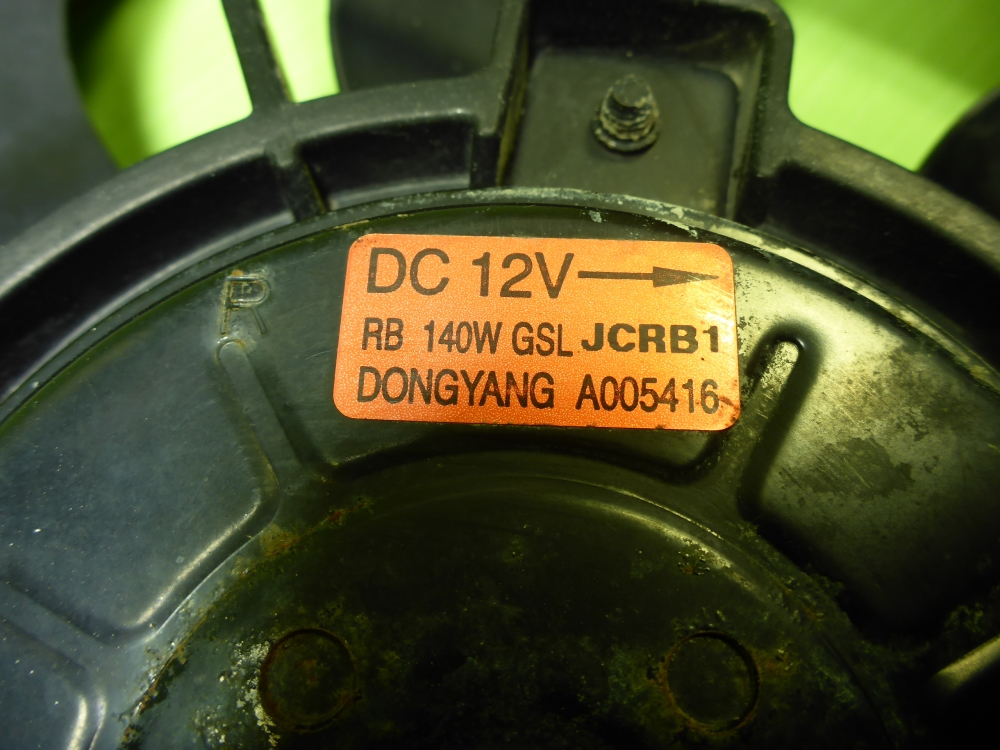 DC 12V
RB 140W GSL JCRB1
DONGYANG A005416
R